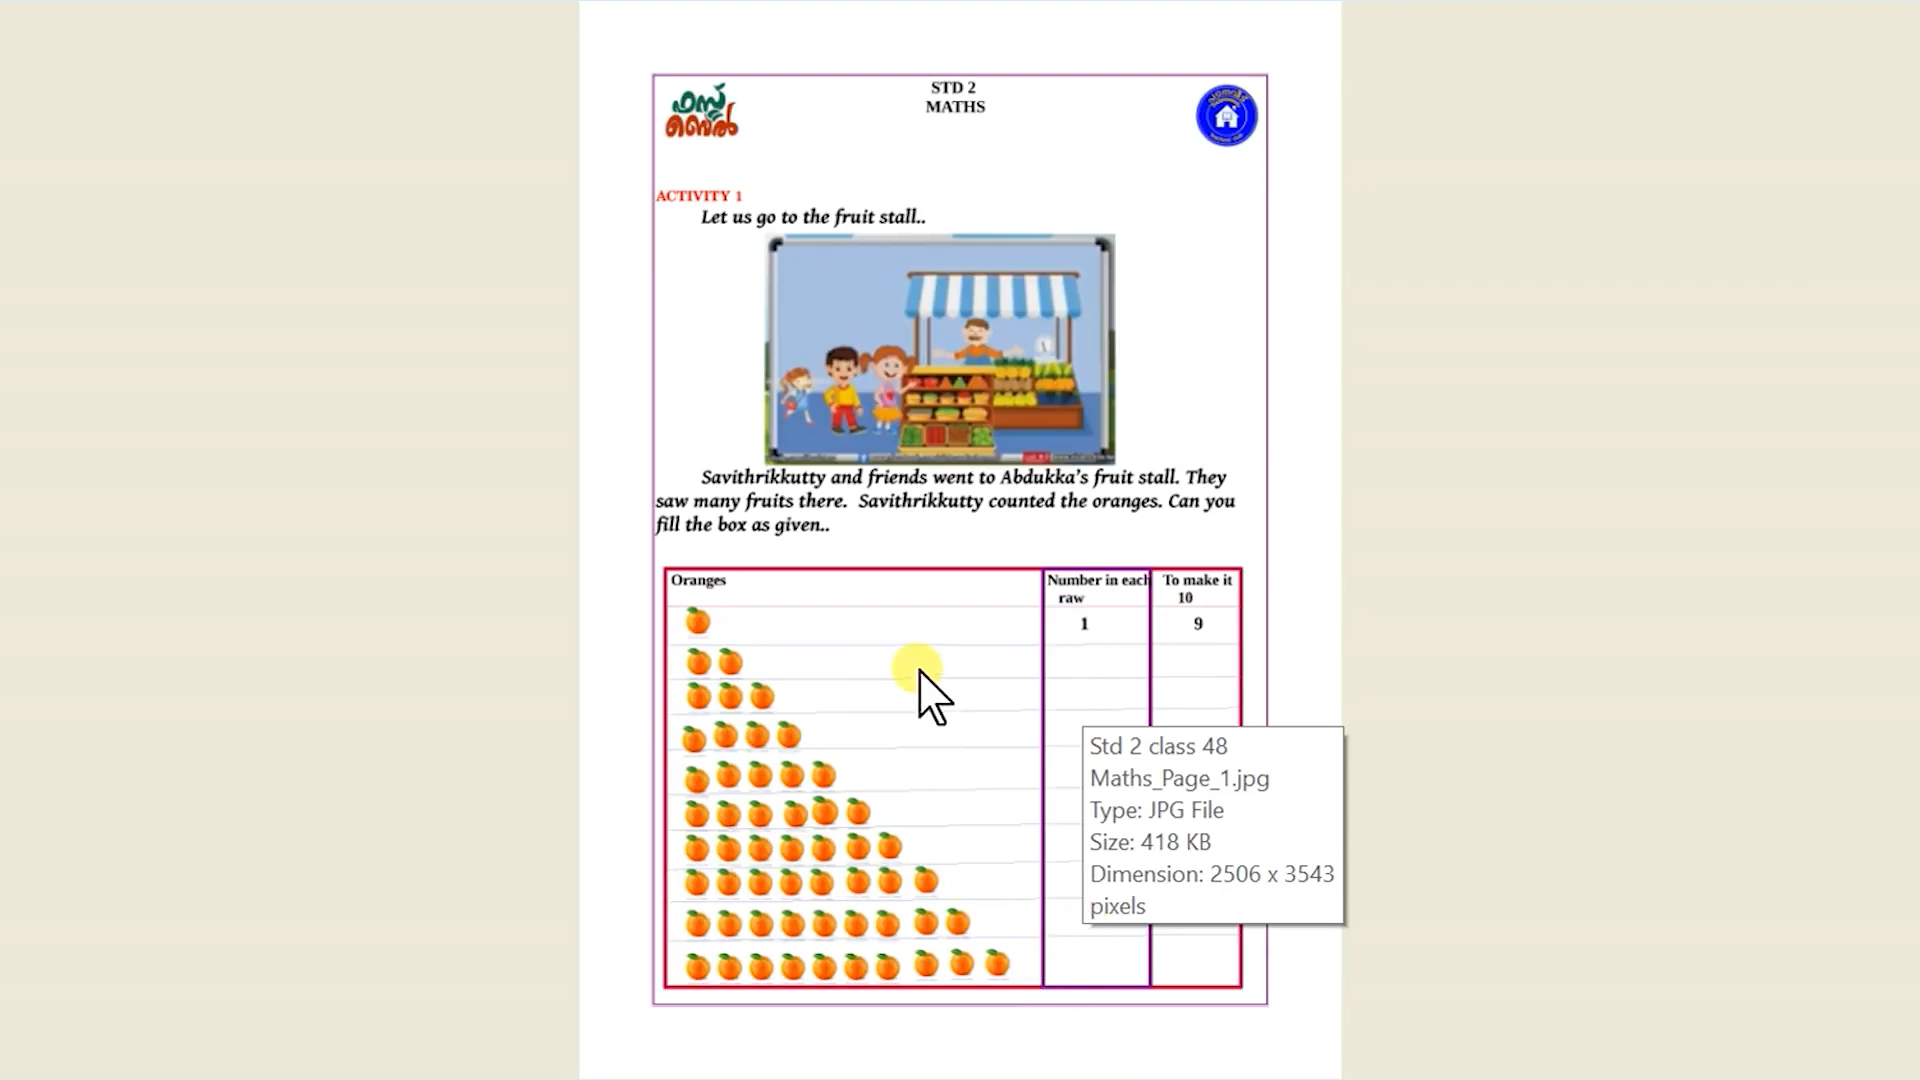 ഫസ്റ്റ്
ബെൽ
STD 2
MATHS
ACTIVITY 1
Let us go to the fruit stall..
Savithrikkutty and friends went to Abdukka's fruit stall. They
saw many fruits there. Savithrikkutty counted the oranges. Can you
fill the box as given..
Oranges
Number in each
raw
To make it
10
1
9
Std 2 class 48
Maths_Page_1.jpg
Type: JPG File
Size: 418 KB
Dimension: 2506 x 3543
pixels